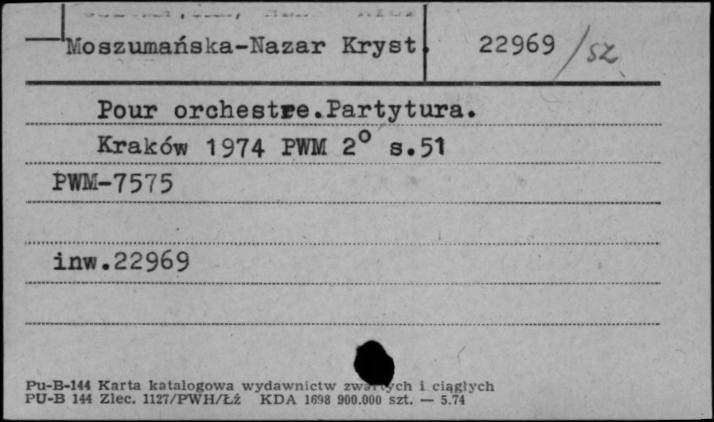 Moszumańska-Nazar Kryst. 22969 /sz
Pour orchestre.Partytura.
Kraków 1974 PWM 2° s.51
PWM-7575
inw.22969
Pu-B-144 Karta katalogowa wydawnictw zwartych i ciągłych
PU-B 144 Zlec. 1127/PWH/Łź KDA 1698 900.000 szt. — 5.74